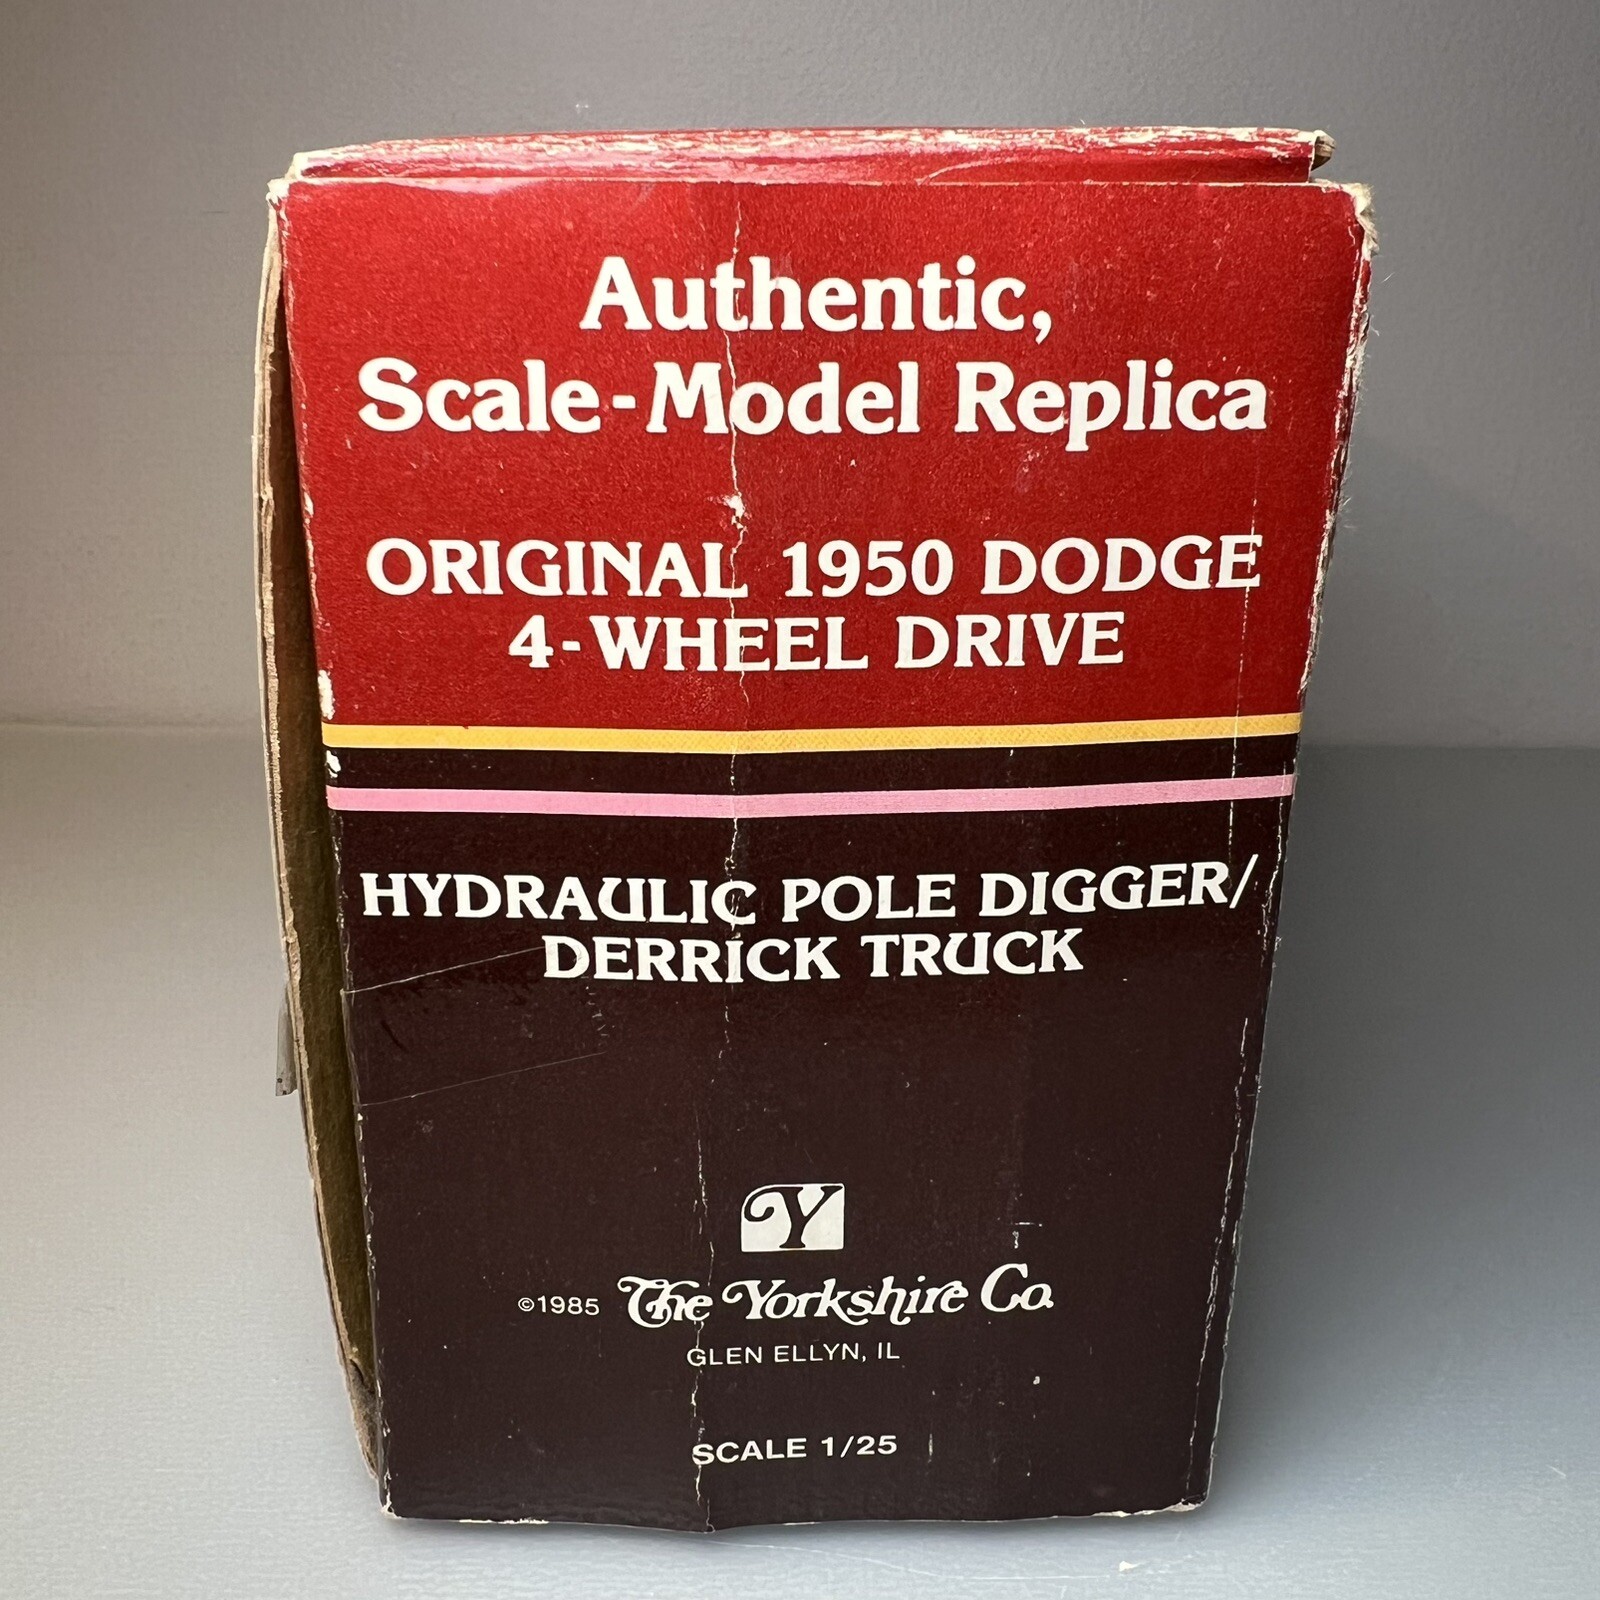 Authentic,
Scale-Model Replica
ORIGINAL 1950 DODGE
4-WHEEL DRIVE
HYDRAULIC POLE DIGGER/
DERRICK TRUCK
Y
©1985 The Yorkshire Co.
GLEN ELLYN, IL
SCALE 1/25